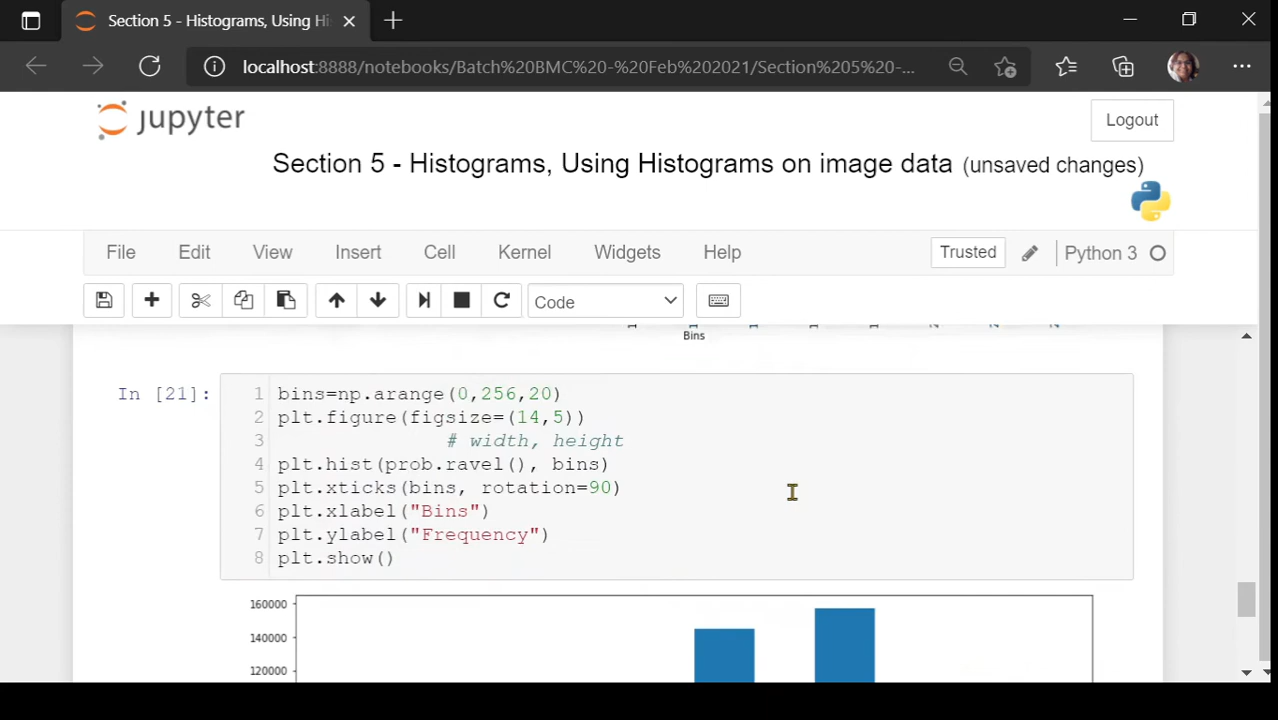 Section 5 - Histograms, Using Hi
localhost:8888/notebooks/Batch%20BMC%20-%20Feb%202021/Section%205%20-...
jupyter
Logout
Section 5 - Histograms, Using Histograms on image data (unsaved changes)
File Edit View Insert Cell Kernel Widgets Help Trusted Python 3
Code
Bins
In [21]:
1 bins=np.arange(0,256,20)
2 plt.figure(figsize=(14,5))
3 # width, height
4 plt.hist(prob.ravel(), bins)
5 plt.xticks(bins, rotation=90)
6 plt.xlabel("Bins")
7 plt.ylabel("Frequency")
8 plt.show()
160000
140000
120000